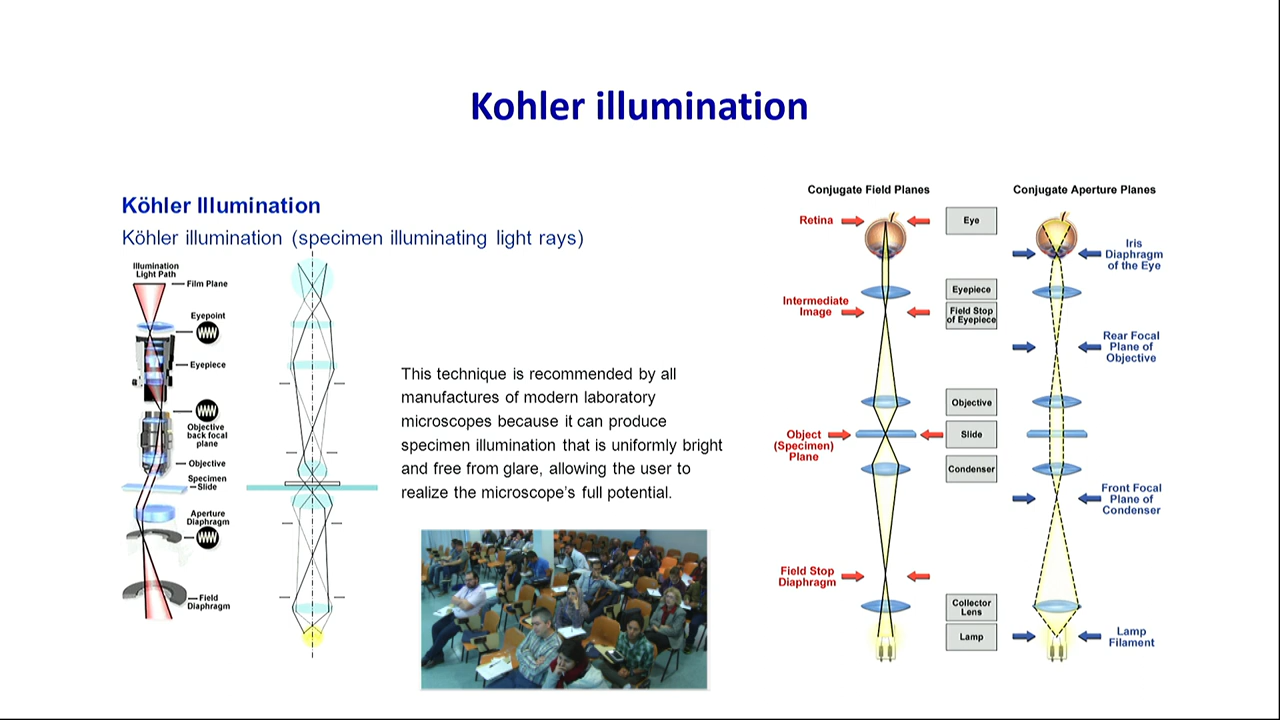 Kohler illumination
Köhler Illumination
Köhler illumination (specimen illuminating light rays)
Illumination
Light Path
Film Plane
Eyepoint
Eyepiece
Objective
back focal
plane
Objective
Specimen
Slide
Aperture
Diaphragm
Field
Diaphragm
This technique is recommended by all
manufactures of modern laboratory
microscopes because it can produce
specimen illumination that is uniformly bright
and free from glare, allowing the user to
realize the microscope's full potential.
Conjugate Field Planes
Retina
Intermediate
Image
Object
(Specimen)
Plane
Field Stop
Diaphragm
Eye
Eyepiece
Field Stop
of Eyepiece
Objective
Slide
Condenser
Collector
Lens
Lamp
Conjugate Aperture Planes
Iris
Diaphragm
of the Eye
Rear Focal
Plane of
Objective
Front Focal
Plane of
Condenser
Lamp
Filament